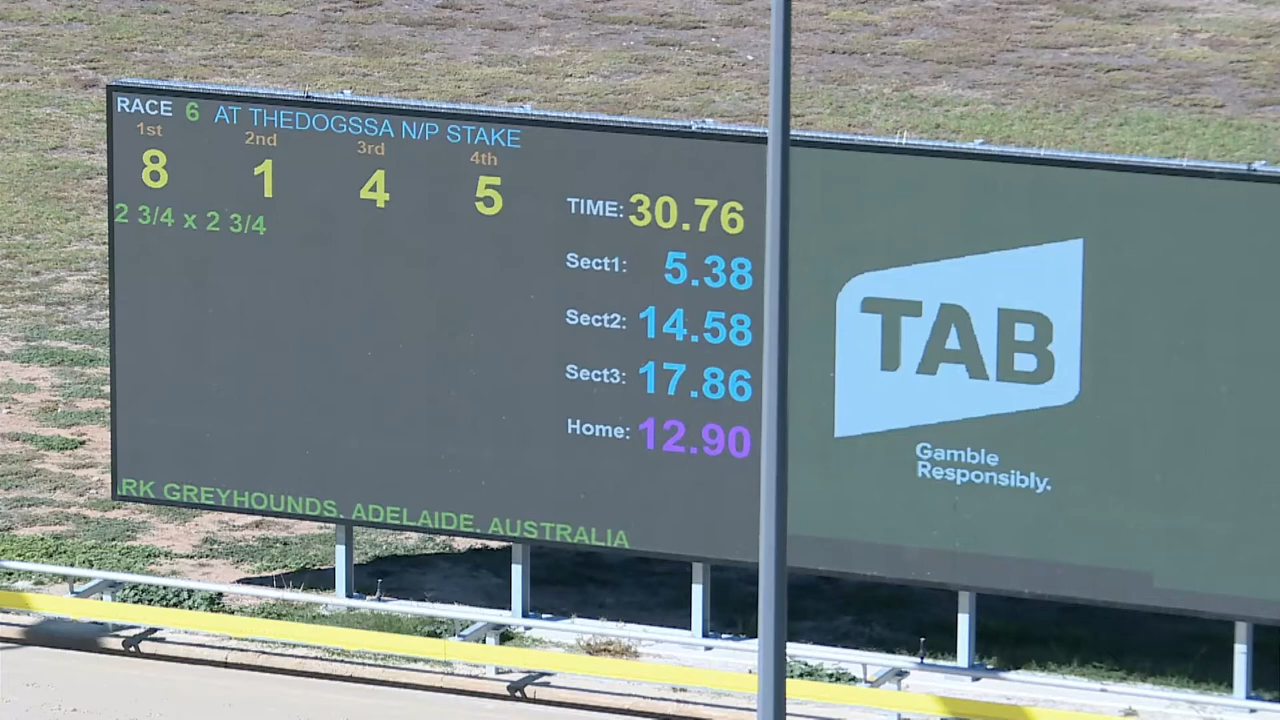 RACE 6 AT THEDOGSSA N/P STAKE
1st 2nd 3rd 4th
8 1 4 5
2 3/4 x 2 3/4
TIME: 30.76
Sect1: 5.38
Sect2: 14.58
Sect3: 17.86
Home: 12.90
RK GREYHOUNDS, ADELAIDE, AUSTRALIA
TAB
Gamble
Responsibly.